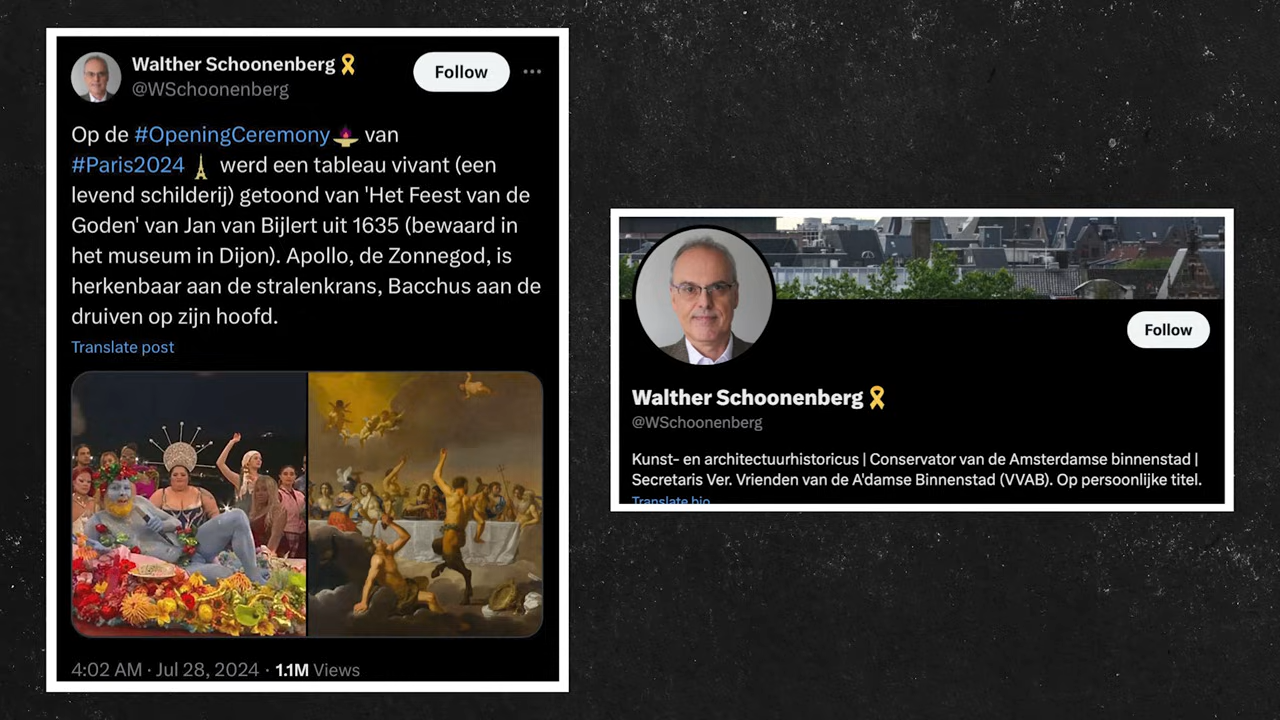 Walther Schoonenberg
@WSchoonenberg
Follow
Op de #OpeningCeremony van
#Paris2024 werd een tableau vivant (een
levend schilderij) getoond van 'Het Feest van de
Goden' van Jan van Bijlert uit 1635 (bewaard in
het museum in Dijon). Apollo, de Zonnegod, is
herkenbaar aan de stralenkrans, Bacchus aan de
druiven op zijn hoofd.
Translate post
4:02 AM · Jul 28, 2024 · 1.1M Views
Follow
Walther Schoonenberg
@WSchoonenberg
Kunst- en architectuurhistoricus | Conservator van de Amsterdamse binnenstad |
Secretaris Ver. Vrienden van de A'damse Binnenstad (VVAB). Op persoonlijke titel.
Translate bio